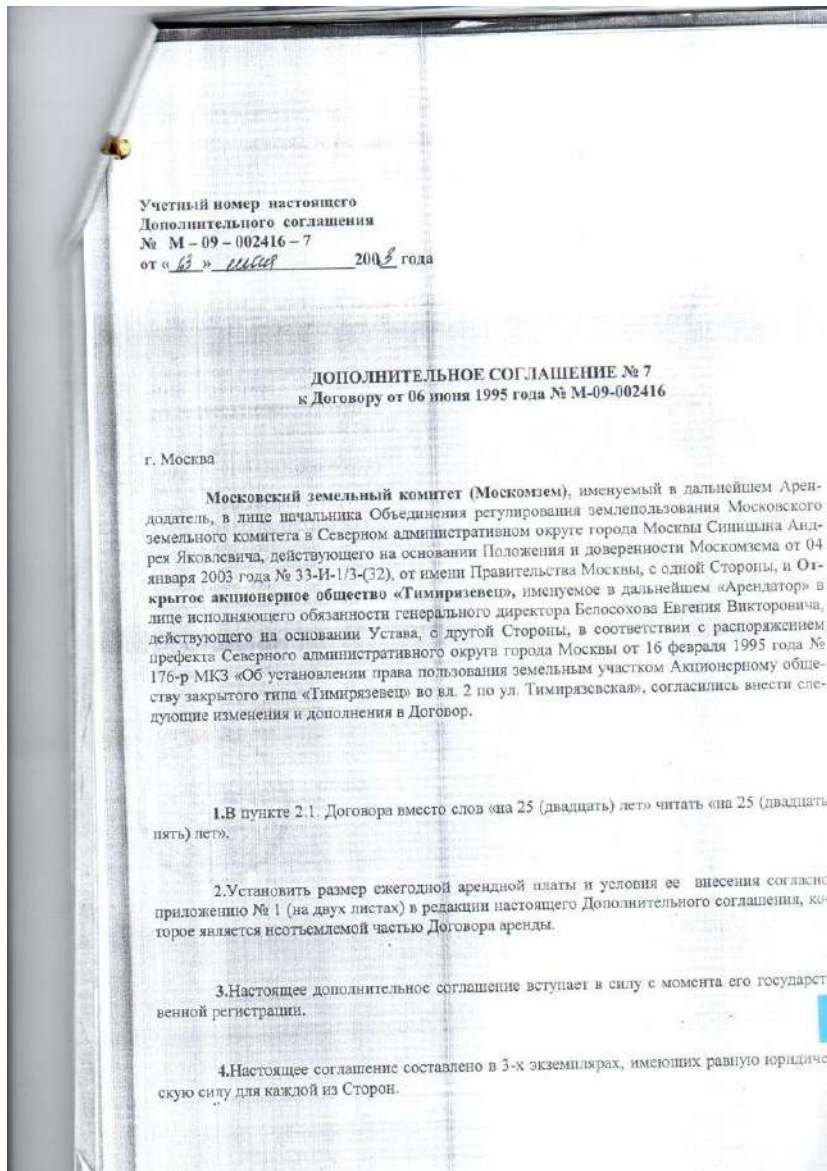 Учетный номер настоящего
Дополнительного соглашения
№ М – 09 – 002416 – 7
от « 13 » июня 2003 года
ДОПОЛНИТЕЛЬНОЕ СОГЛАШЕНИЕ № 7
к Договору от 06 июня 1995 года № М-09-002416
г. Москва
Московский земельный комитет (Москомзем), именуемый в дальнейшем Арен-
додатель, в лице начальника Объединения регулирования землепользования Московского
земельного комитета в Северном административном округе города Москвы Синицына Анд-
рея Яковлевича, действующего на основании Положения и доверенности Москомзема от 04
января 2003 года № 33-И-1/3-(32), от имени Правительства Москвы, с одной Стороны, и От-
крытое акционерное общество «Тимирязевец», именуемое в дальнейшем «Арендатор» в
лице исполняющего обязанности генерального директора Белосохова Евгения Викторовича,
действующего на основании Устава, с другой Стороны, в соответствии с распоряжением
префекта Северного административного округа города Москвы от 16 февраля 1995 года №
176-р МКЗ «Об установлении права пользования земельным участком Акционерному обще-
ству закрытого типа «Тимирязевец» во вл. 2 по ул. Тимирязевская», согласились внести сле-
дующие изменения и дополнения в Договор.
1.В пункте 2.1. Договора вместо слов «на 25 (двадцать) лет» читать «на 25 (двадцать
пять) лет».
2.Установить размер ежегодной арендной платы и условия ее внесения согласно
приложению № 1 (на двух листах) в редакции настоящего Дополнительного соглашения, ко-
торое является неотъемлемой частью Договора аренды.
3.Настоящее дополнительное соглашение вступает в силу с момента его государст-
венной регистрации.
4.Настоящее соглашение составлено в 3-х экземплярах, имеющих равную юридиче-
скую силу для каждой из Сторон.